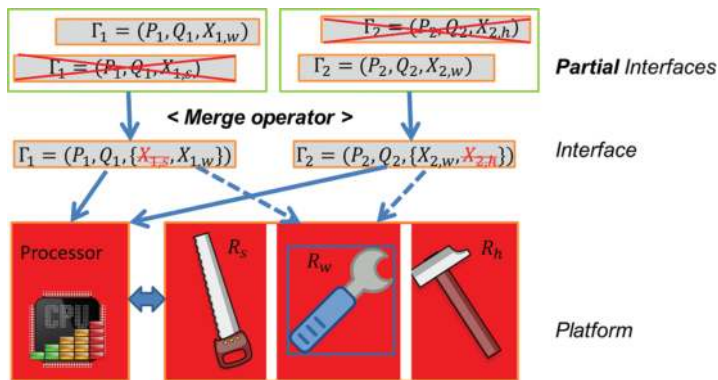 Γ₁ = (P₁, Q₁, X₁,w)
Γ₂ = (P₂, Q₂, X₂,h)
Γ₁ = (P₁, Q₁, X₁,s)
Γ₂ = (P₂, Q₂, X₂,w)
Partial Interfaces
< Merge operator >
Γ₁ = (P₁, Q₁, {X₁,s, X₁,w})
Γ₂ = (P₂, Q₂, {X₂,w, X₂,h})
Interface
Processor
Rₛ
R_w
Rₕ
CPU
Platform